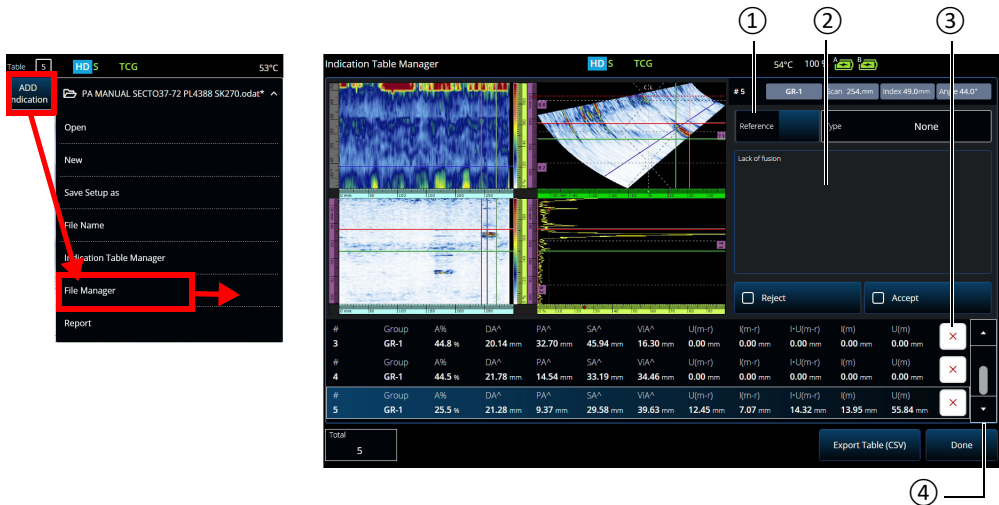 ① ② ③
Table 5 HD S TCG 53°C
ADD
Indication
PA MANUAL SECTO37-72 PL4388 SK270.odat*
Open
New
Save Setup as
File Name
Indication Table Manager
File Manager
Report
Indication Table Manager HD S TCG 54°C 100 A B
# 5 GR-1 Scan 254.mm Index 49.0mm Angle 44.0°
Reference Type None
Lack of fusion
Reject Accept
# Group A% DA^ PA^ SA^ ViA^ U(m-r) I(m-r) I·U(m-r) I(m) U(m)
3 GR-1 44.8 % 20.14 mm 32.70 mm 45.94 mm 16.30 mm 0.00 mm 0.00 mm 0.00 mm 0.00 mm 0.00 mm
# Group A% DA^ PA^ SA^ ViA^ U(m-r) I(m-r) I·U(m-r) I(m) U(m)
4 GR-1 44.5 % 21.78 mm 14.54 mm 33.19 mm 34.46 mm 0.00 mm 0.00 mm 0.00 mm 0.00 mm 0.00 mm
# Group A% DA^ PA^ SA^ ViA^ U(m-r) I(m-r) I·U(m-r) I(m) U(m)
5 GR-1 25.5 % 21.28 mm 9.37 mm 29.58 mm 39.63 mm 12.45 mm 7.07 mm 14.32 mm 13.95 mm 55.84 mm
Total
5
Export Table (CSV) Done
④